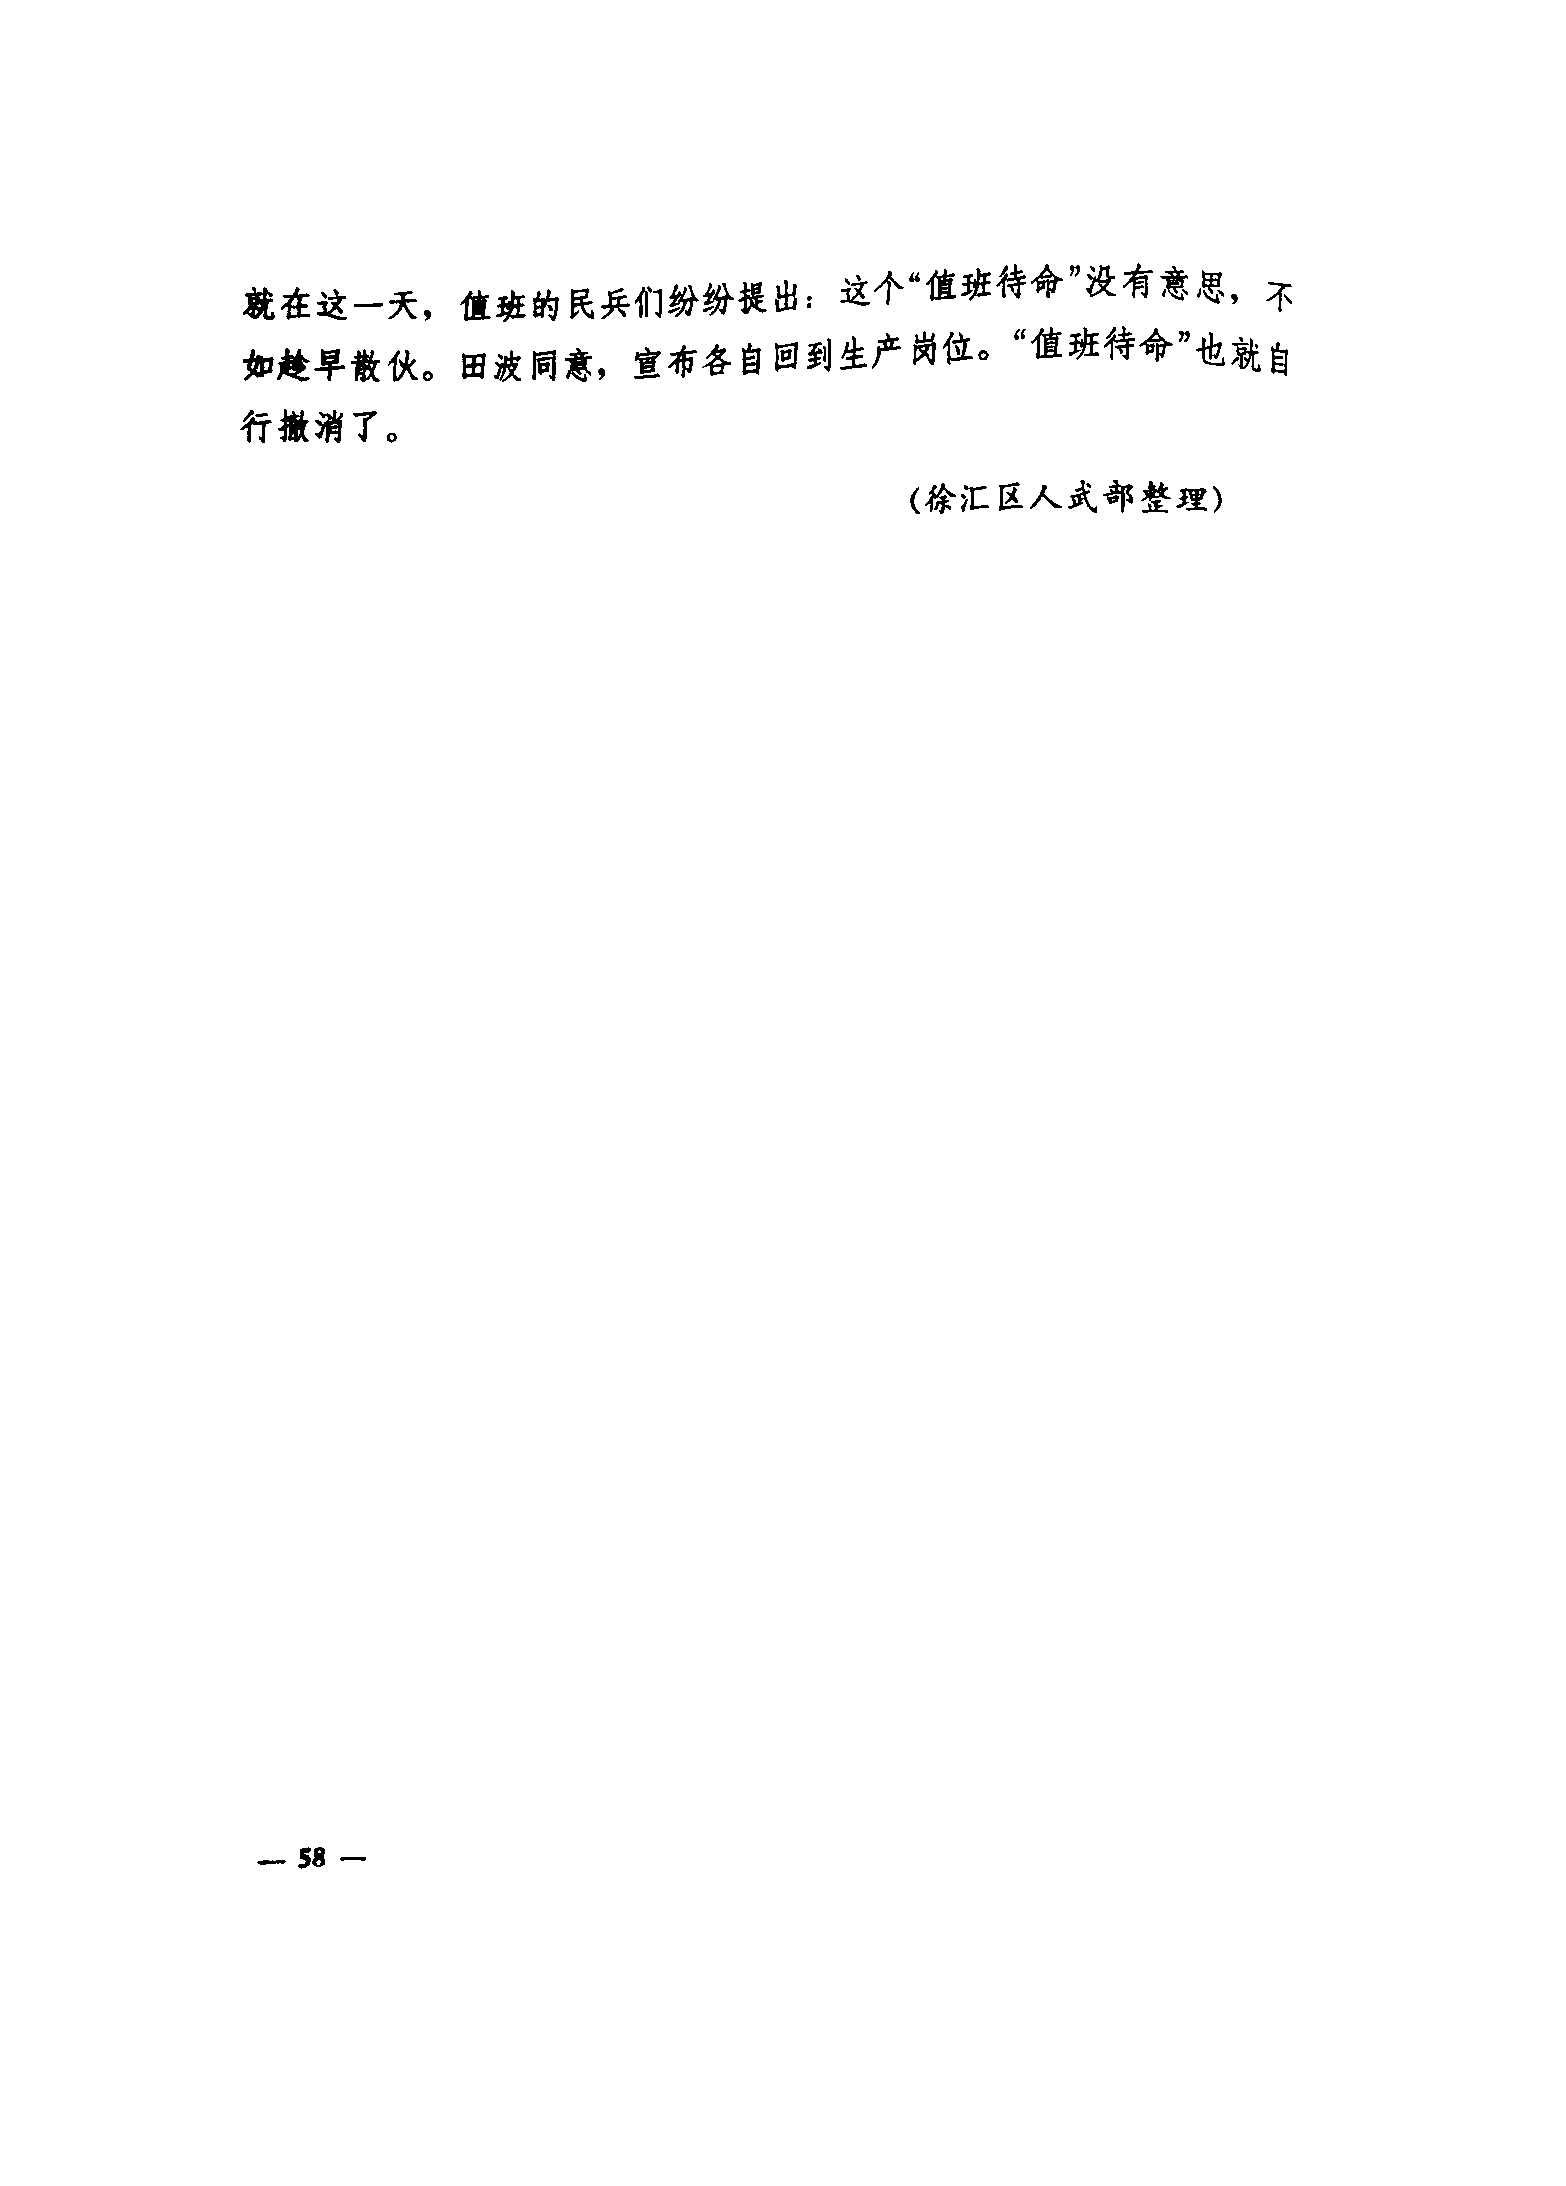 就在这一天，值班的民兵们纷纷提出：这个“值班待命”没有意思，不
如趁早散伙。田波同意，宣布各自回到生产岗位。“值班待命”也就自
行撤消了。
(徐汇区人武部整理)
— 58 —